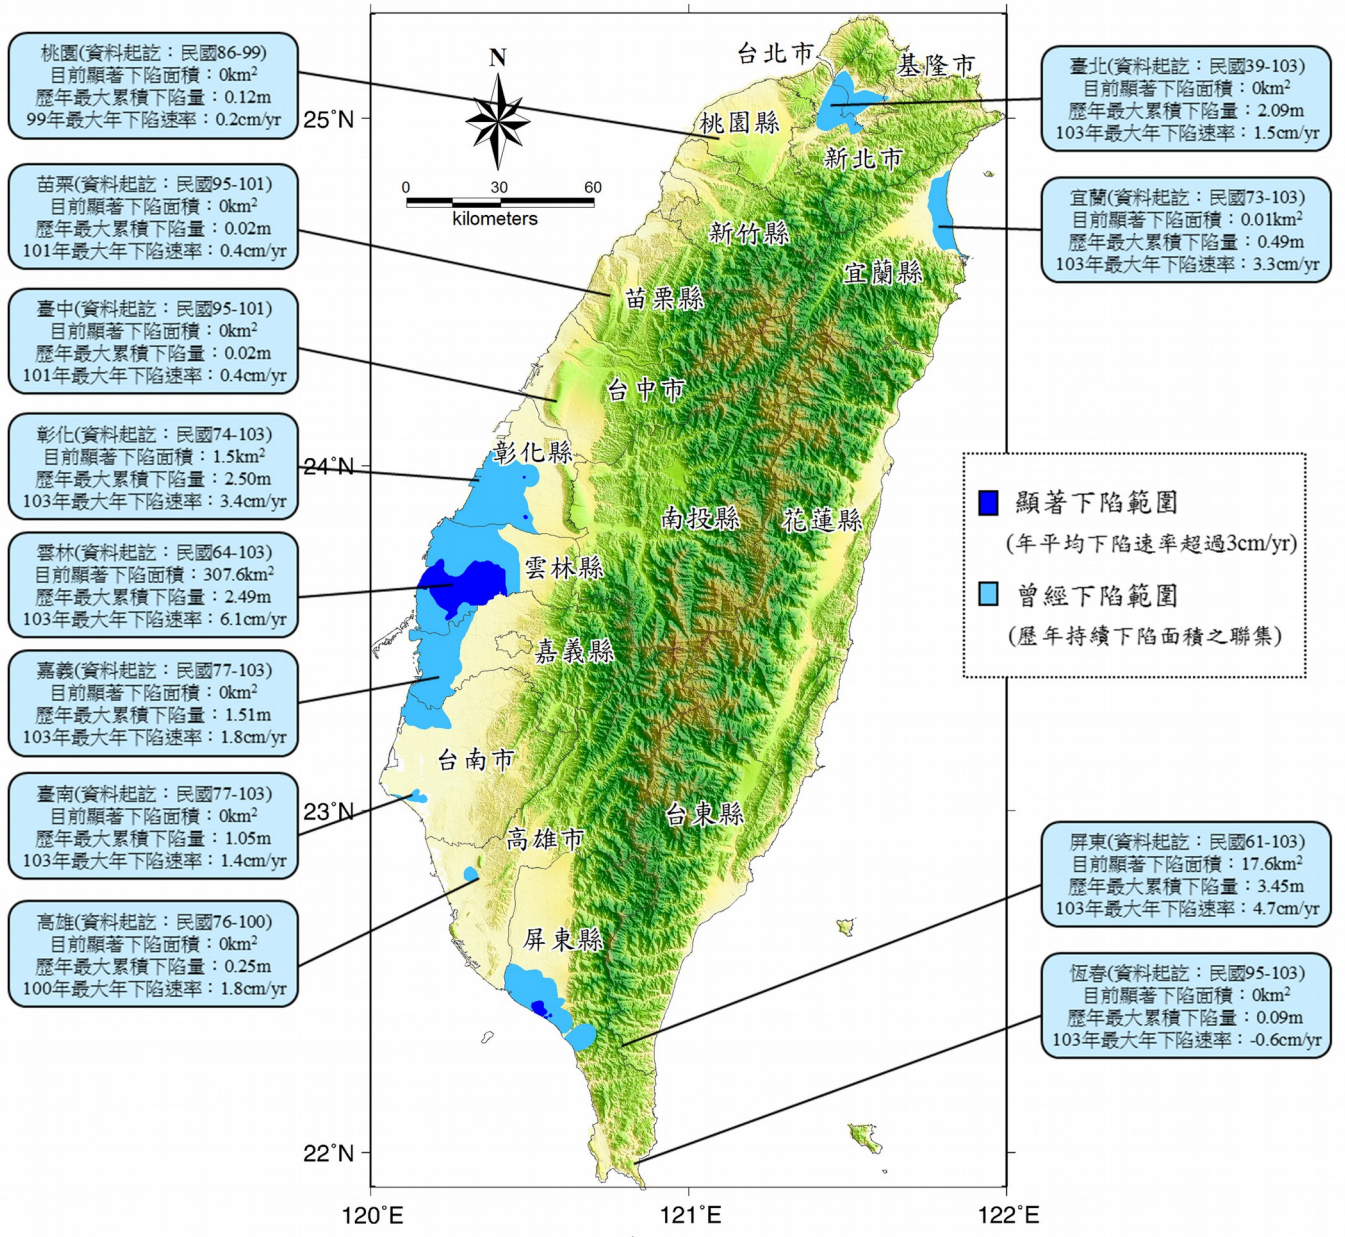 桃園(資料起訖：民國86-99)
目前顯著下陷面積：0km²
歷年最大累積下陷量：0.12m
99年最大年下陷速率：0.2cm/yr
苗栗(資料起訖：民國95-101)
目前顯著下陷面積：0km²
歷年最大累積下陷量：0.02m
101年最大年下陷速率：0.4cm/yr
臺中(資料起訖：民國95-101)
目前顯著下陷面積：0km²
歷年最大累積下陷量：0.02m
101年最大年下陷速率：0.4cm/yr
彰化(資料起訖：民國74-103)
目前顯著下陷面積：1.5km²
歷年最大累積下陷量：2.50m
103年最大年下陷速率：3.4cm/yr
雲林(資料起訖：民國64-103)
目前顯著下陷面積：307.6km²
歷年最大累積下陷量：2.49m
103年最大年下陷速率：6.1cm/yr
嘉義(資料起訖：民國77-103)
目前顯著下陷面積：0km²
歷年最大累積下陷量：1.51m
103年最大年下陷速率：1.8cm/yr
臺南(資料起訖：民國77-103)
目前顯著下陷面積：0km²
歷年最大累積下陷量：1.05m
103年最大年下陷速率：1.4cm/yr
高雄(資料起訖：民國76-100)
目前顯著下陷面積：0km²
歷年最大累積下陷量：0.25m
100年最大年下陷速率：1.8cm/yr
N
0 30 60
kilometers
25°N
24°N
23°N
22°N
120°E
121°E
122°E
台北市
基隆市
桃園縣
新北市
新竹縣
宜蘭縣
苗栗縣
台中市
彰化縣
南投縣
花蓮縣
雲林縣
嘉義縣
台南市
台東縣
高雄市
屏東縣
臺北(資料起訖：民國39-103)
目前顯著下陷面積：0km²
歷年最大累積下陷量：2.09m
103年最大年下陷速率：1.5cm/yr
宜蘭(資料起訖：民國73-103)
目前顯著下陷面積：0.01km²
歷年最大累積下陷量：0.49m
103年最大年下陷速率：3.3cm/yr
顯著下陷範圍
(年平均下陷速率超過3cm/yr)
曾經下陷範圍
(歷年持續下陷面積之聯集)
屏東(資料起訖：民國61-103)
目前顯著下陷面積：17.6km²
歷年最大累積下陷量：3.45m
103年最大年下陷速率：4.7cm/yr
恆春(資料起訖：民國95-103)
目前顯著下陷面積：0km²
歷年最大累積下陷量：0.09m
103年最大年下陷速率：-0.6cm/yr